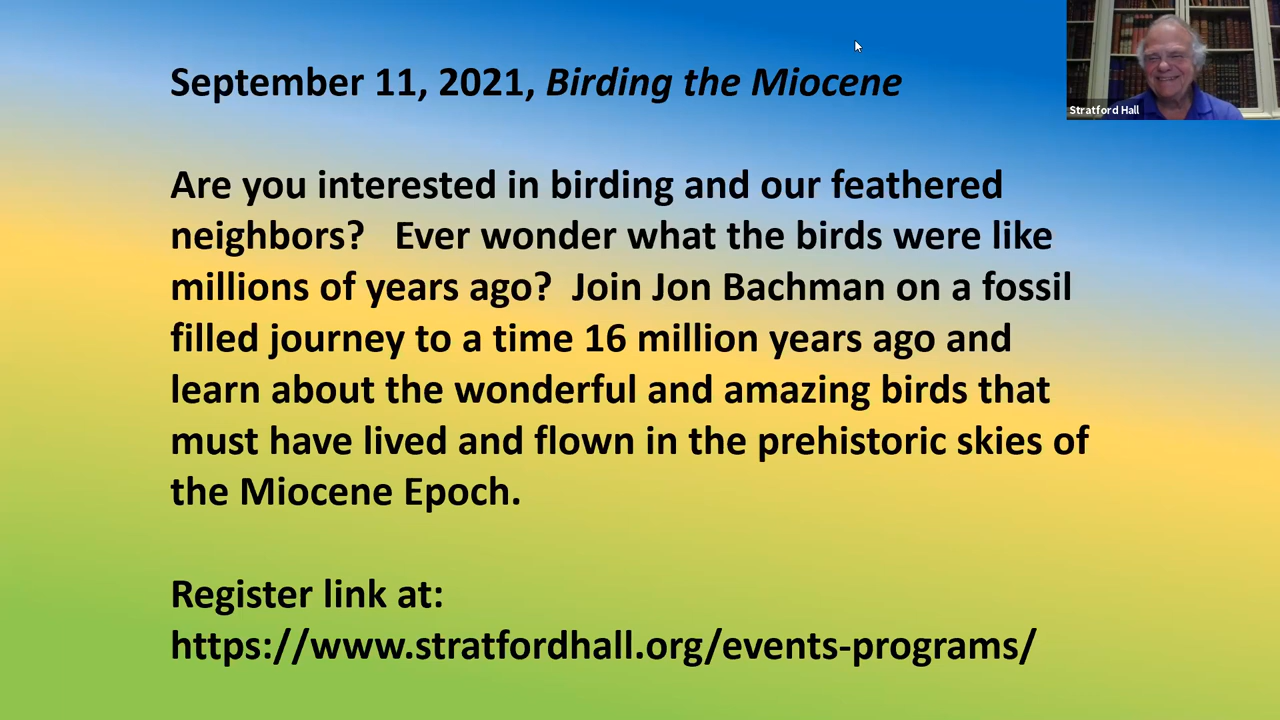 September 11, 2021, Birding the Miocene
Stratford Hall
Are you interested in birding and our feathered
neighbors?   Ever wonder what the birds were like
millions of years ago?  Join Jon Bachman on a fossil
filled journey to a time 16 million years ago and
learn about the wonderful and amazing birds that
must have lived and flown in the prehistoric skies of
the Miocene Epoch.
Register link at:
https://www.stratfordhall.org/events-programs/